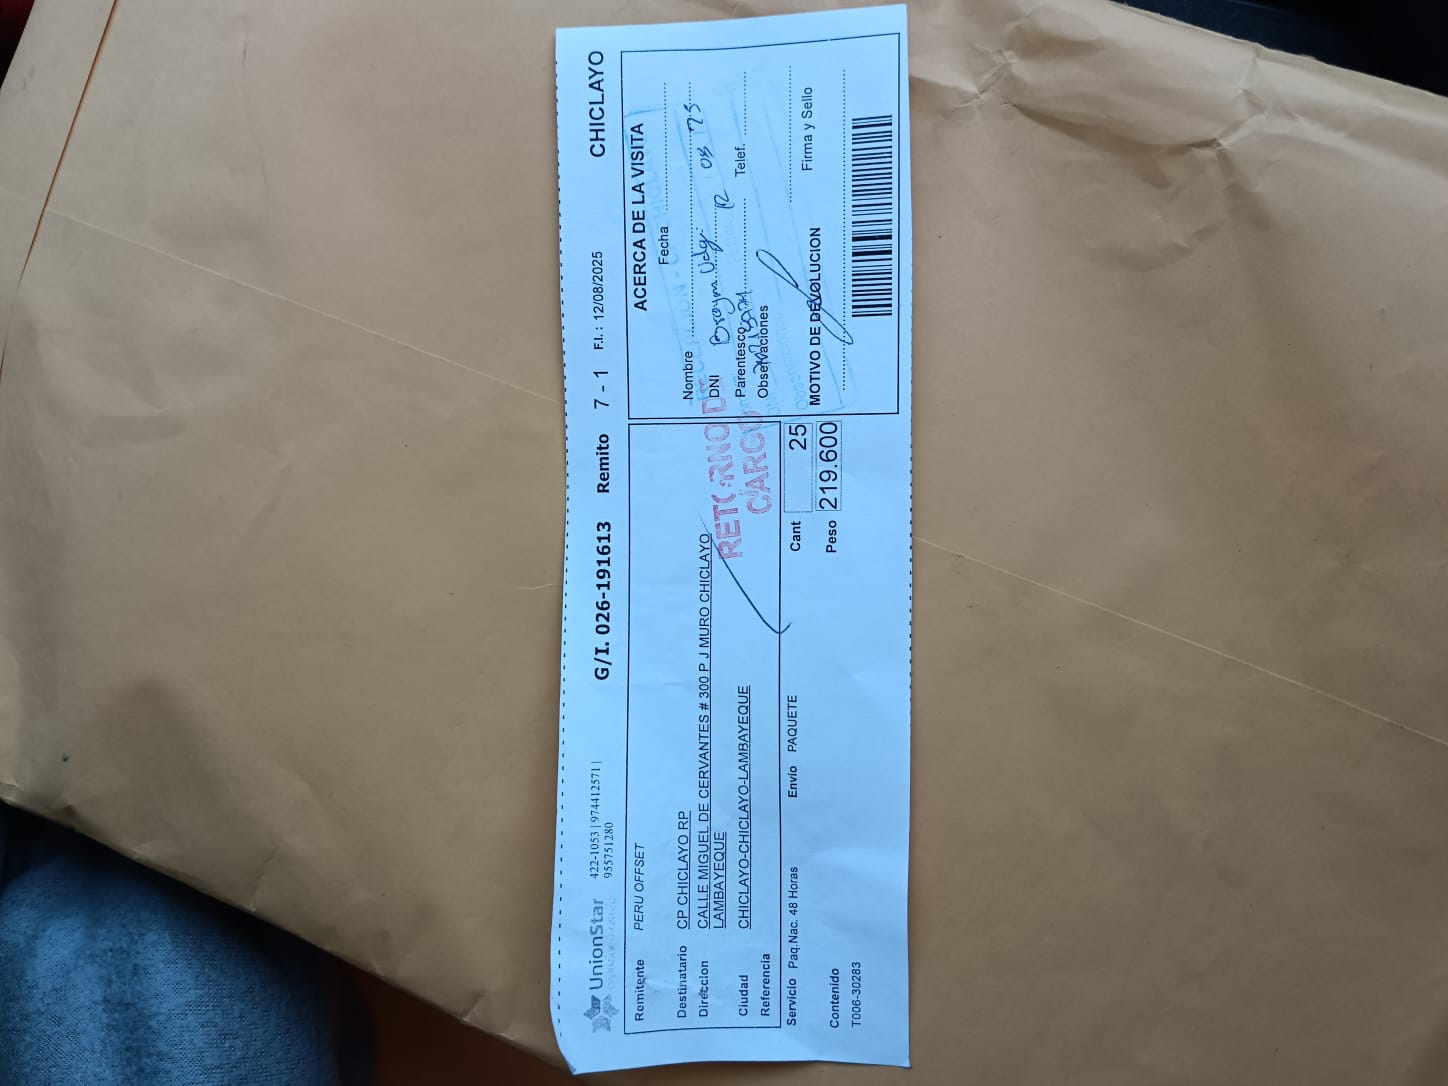 UnionStar
422-1053 | 974412571 |
955751280
G/I. 026-191613 Remito 7 - 1 F.I.: 12/08/2025 CHICLAYO
Remitente PERU OFFSET
Destinatario CP CHICLAYO RP
Direccion CALLE MIGUEL DE CERVANTES # 300 P J MURO CHICLAYO
LAMBAYEQUE
Ciudad CHICLAYO-CHICLAYO-LAMBAYEQUE
Referencia
RETORNO DE
CARGO
Servicio Paq.Nac. 48 Horas Envío PAQUETE Cant 25
Contenido Peso 219.600
T006-30283
ACERCA DE LA VISITA
Fecha
Nombre
DNI
Parentesco Telef.
Observaciones
MOTIVO DE DEVOLUCION Firma y Sello